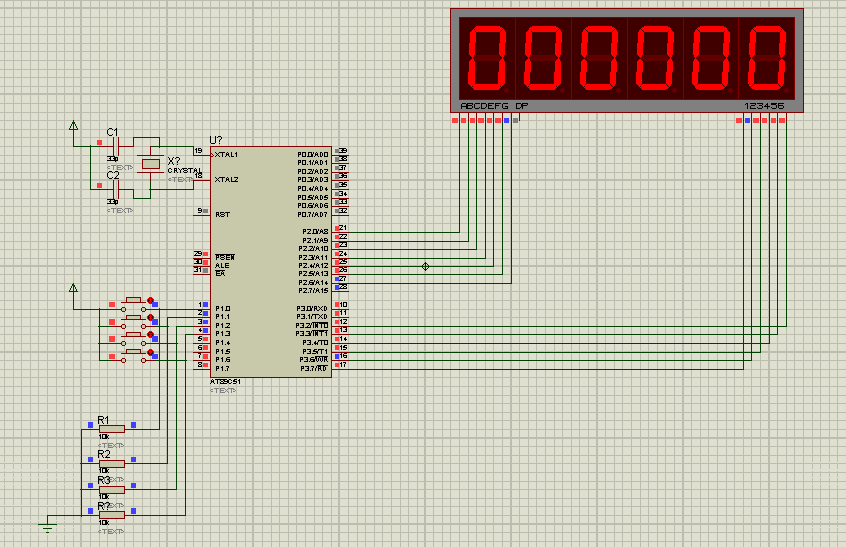 000000
ABCDEFG DP
123456
C1
33p
<TEXT>
C2
33p
<TEXT>
X?
CRYSTAL
<TEXT>
U?
19 XTAL1
18 XTAL2
9 RST
29 PSEN
30 ALE
31 EA
1 P1.0
2 P1.1
3 P1.2
4 P1.3
5 P1.4
6 P1.5
7 P1.6
8 P1.7
P0.0/AD0 39
P0.1/AD1 38
P0.2/AD2 37
P0.3/AD3 36
P0.4/AD4 35
P0.5/AD5 34
P0.6/AD6 33
P0.7/AD7 32
P2.0/A8 21
P2.1/A9 22
P2.2/A10 23
P2.3/A11 24
P2.4/A12 25
P2.5/A13 26
P2.6/A14 27
P2.7/A15 28
P3.0/RXD 10
P3.1/TXD 11
P3.2/INT0 12
P3.3/INT1 13
P3.4/T0 14
P3.5/T1 15
P3.6/WR 16
P3.7/RD 17
AT89C51
<TEXT>
R1
10k
<TEXT>
R2
10k
<TEXT>
R3
10k
<TEXT>
R?
10k
<TEXT>